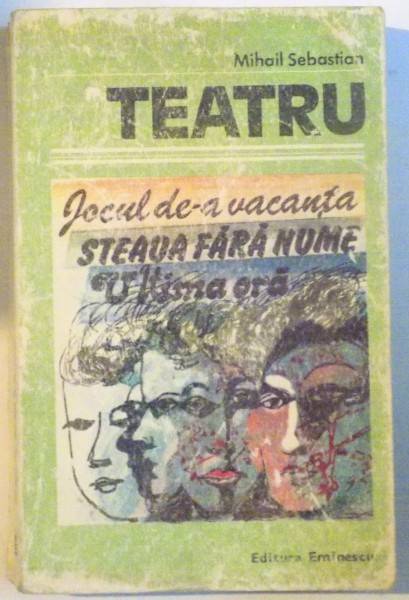 Mihail Sebastian
TEATRU
Jocul de-a vacanța
STEAUA FĂRĂ NUME
Ultima oră
Editura Eminescu